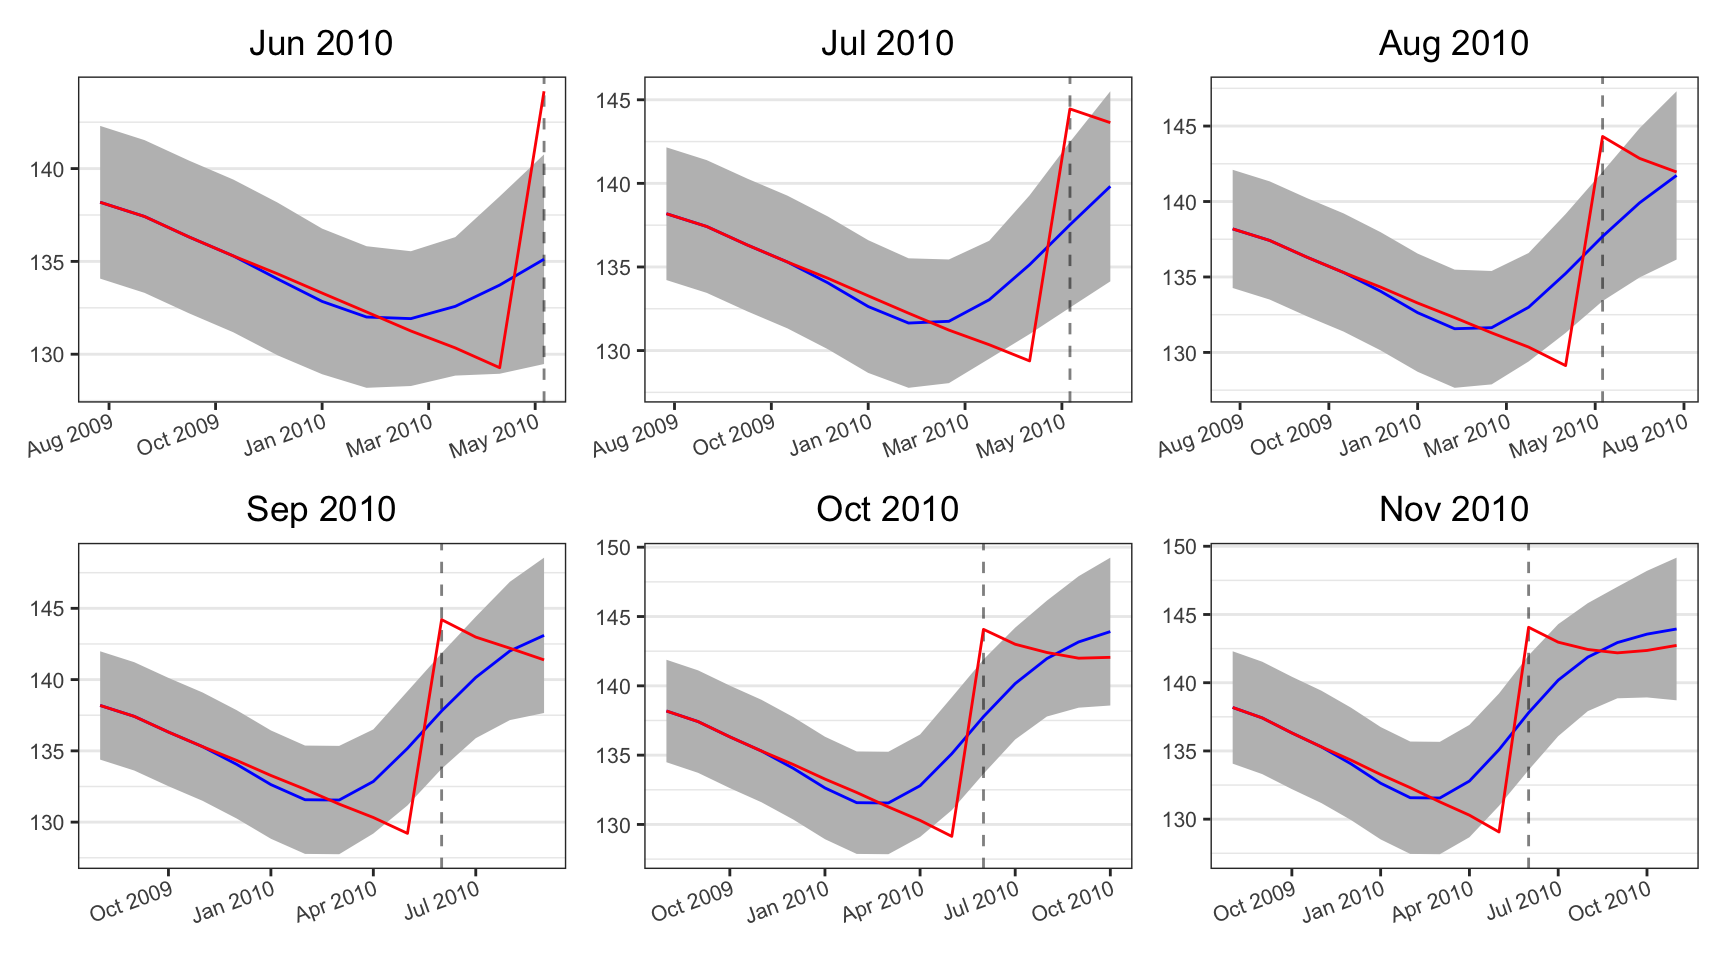 Jun 2010
Jul 2010
Aug 2010
140
135
130
Aug 2009
Oct 2009
Jan 2010
Mar 2010
May 2010
145
140
135
130
Aug 2009
Oct 2009
Jan 2010
Mar 2010
May 2010
145
140
135
130
Aug 2009
Oct 2009
Jan 2010
Mar 2010
May 2010
Aug 2010
Sep 2010
Oct 2010
Nov 2010
145
140
135
130
Oct 2009
Jan 2010
Apr 2010
Jul 2010
150
145
140
135
130
Oct 2009
Jan 2010
Apr 2010
Jul 2010
Oct 2010
150
145
140
135
130
Oct 2009
Jan 2010
Apr 2010
Jul 2010
Oct 2010